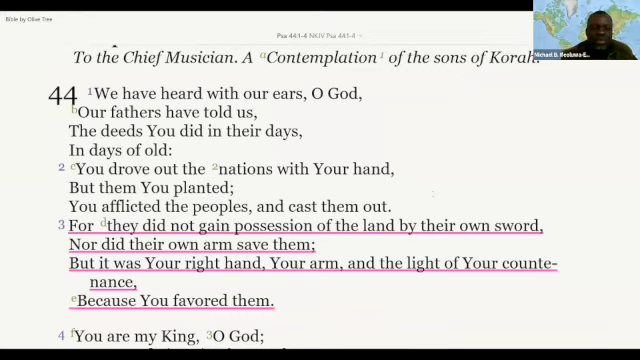 Bible by Olive Tree
Psa 44:1-4 NKJV Psa 44:1-4
To the Chief Musician. A aContemplation1 of the sons of Korah.
44 1We have heard with our ears, O God,
bOur fathers have told us,
The deeds You did in their days,
In days of old:
2 cYou drove out the 2nations with Your hand,
But them You planted;
You afflicted the peoples, and cast them out.
3 For dthey did not gain possession of the land by their own sword,
Nor did their own arm save them;
But it was Your right hand, Your arm, and the light of Your counte-
nance,
eBecause You favored them.
4 fYou are my King, 3O God;